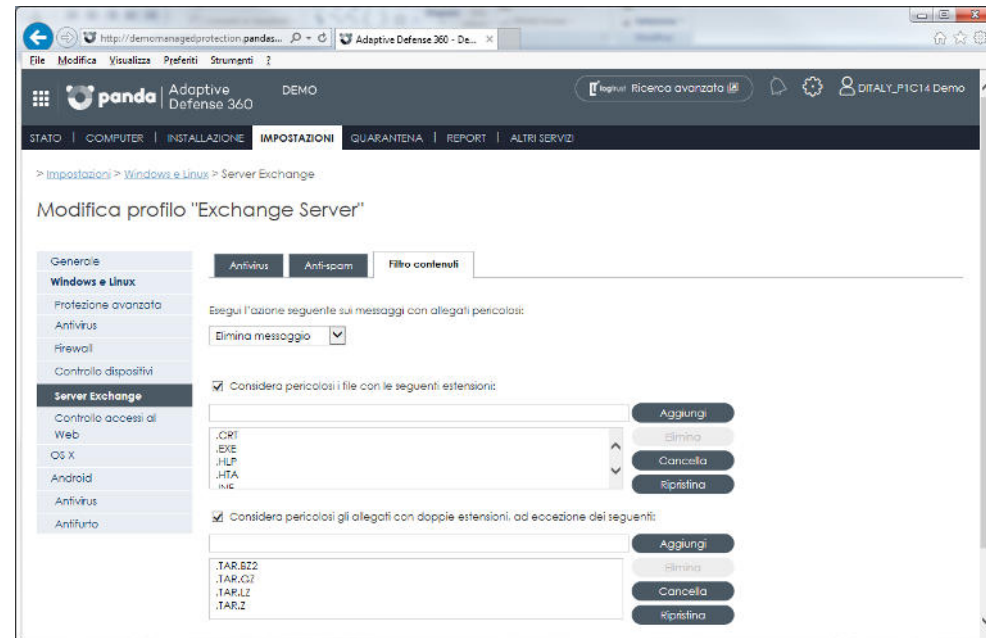 http://demomanagedprotection.pandas...
Adaptive Defense 360 - De...
File Modifica Visualizza Preferiti Strumenti ?
panda
Adaptive
Defense 360
DEMO
logtrust Ricerca avanzata
DITALY_P1C14 Demo
STATO | COMPUTER | INSTALLAZIONE IMPOSTAZIONI QUARANTENA | REPORT | ALTRI SERVIZI
> Impostazioni > Windows e Linux > Server Exchange
Modifica profilo "Exchange Server"
Generale
Windows e Linux
Protezione avanzata
Antivirus
Firewall
Controllo dispositivi
Server Exchange
Controllo accessi al
Web
OS X
Android
Antivirus
Antifurto
Antivirus
Anti-spam
Filtro contenuti
Esegui l'azione seguente sui messaggi con allegati pericolosi:
Elimina messaggio
Considera pericolosi i file con le seguenti estensioni:
Aggiungi
.CRT
.EXE
.HLP
.HTA
.INF
Elimina
Cancella
Ripristina
Considera pericolosi gli allegati con doppie estensioni, ad eccezione dei seguenti:
Aggiungi
.TAR.BZ2
.TAR.GZ
.TAR.LZ
.TAR.Z
Elimina
Cancella
Ripristina